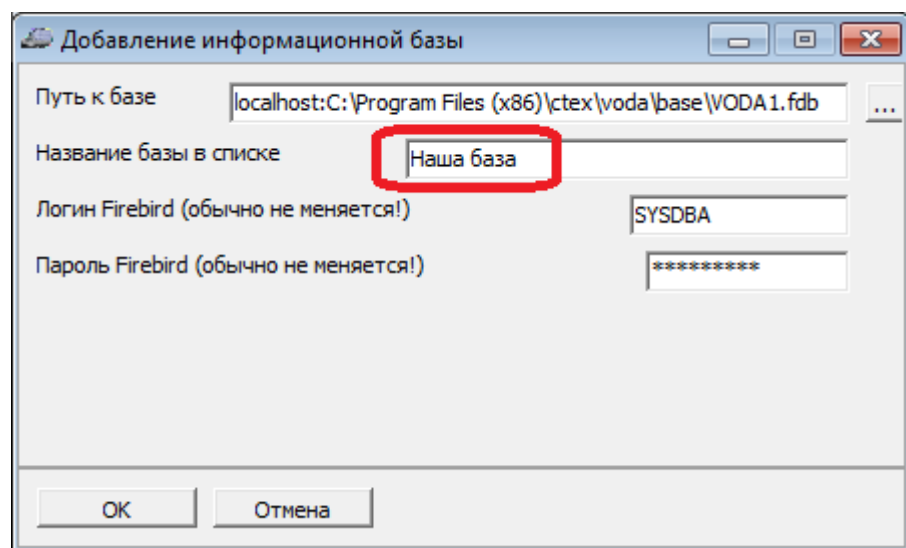 Добавление информационной базы
Путь к базе localhost:C:\Program Files (x86)\ctex\voda\base\VODA1.fdb ...
Название базы в списке Наша база
Логин Firebird (обычно не меняется!) SYSDBA
Пароль Firebird (обычно не меняется!) *********
OK Отмена